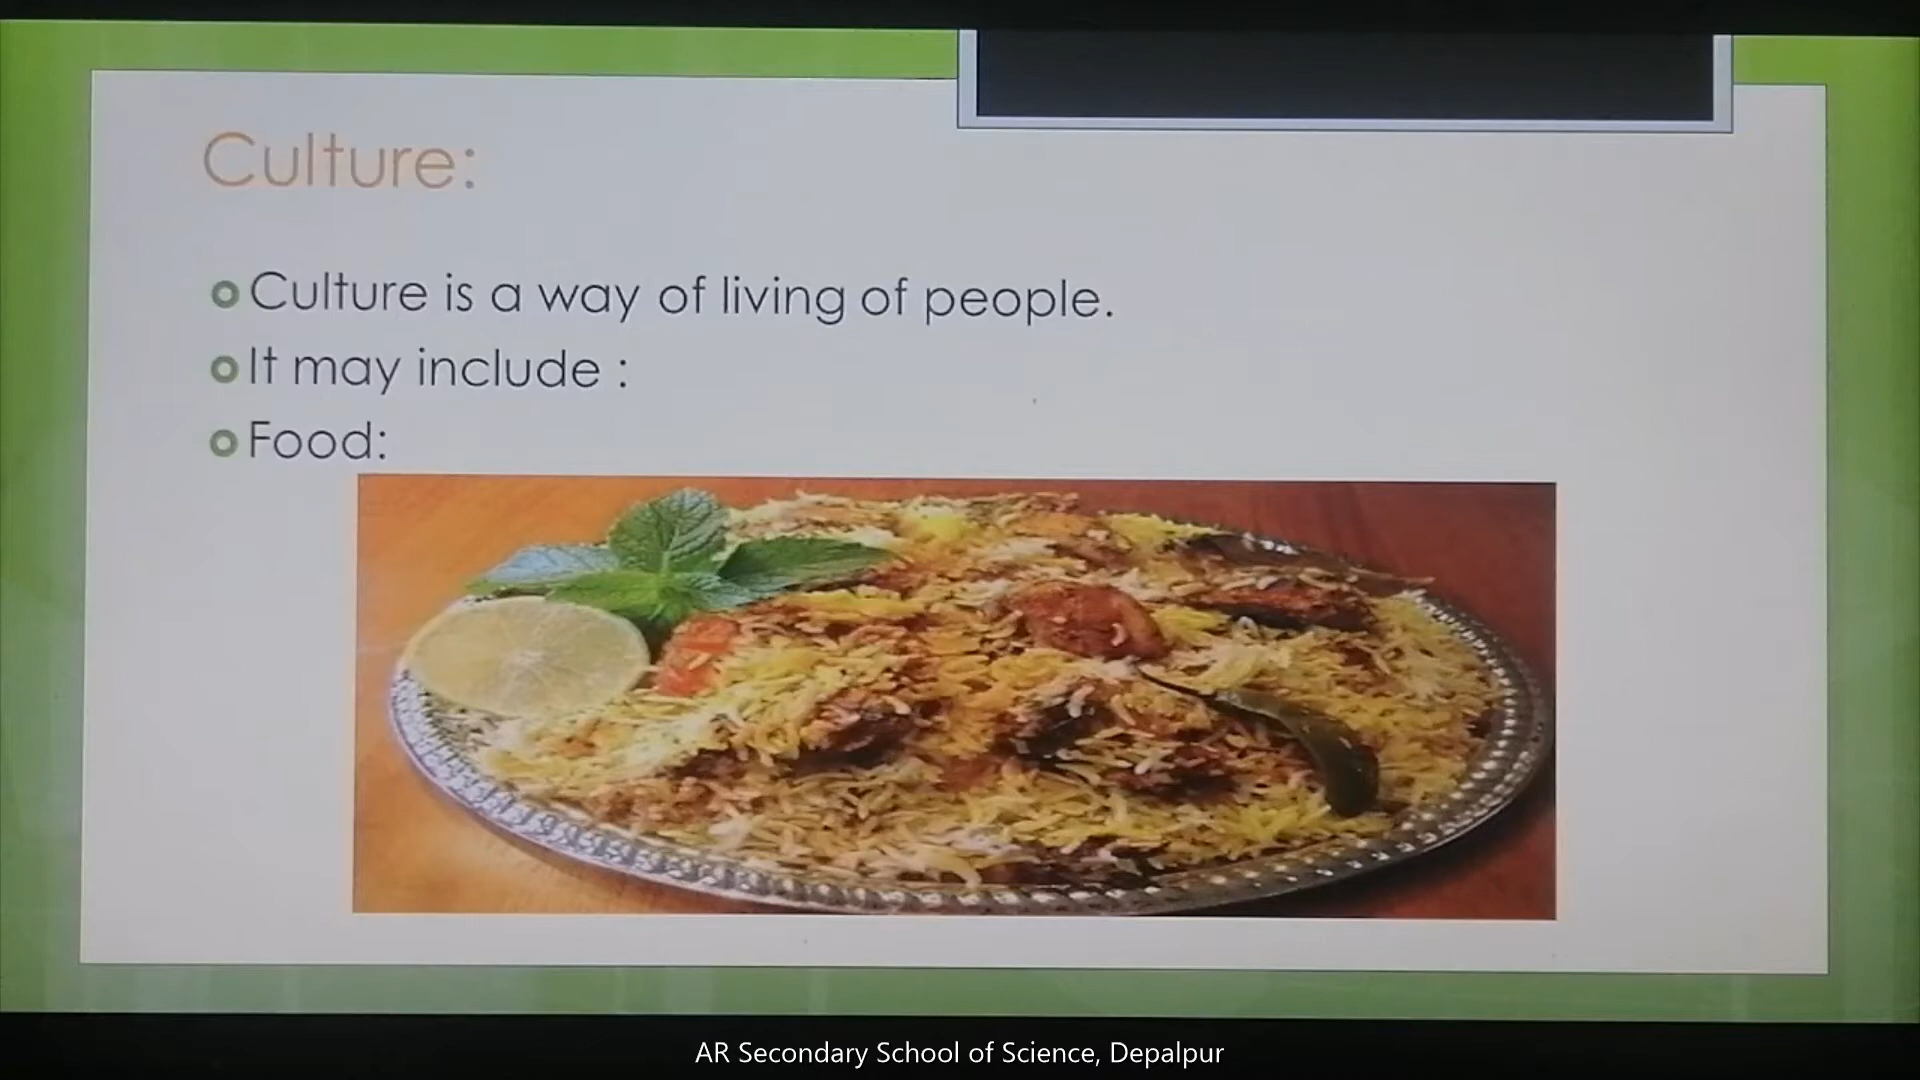 Culture:
Culture is a way of living of people.
It may include :
Food:
AR Secondary School of Science, Depalpur